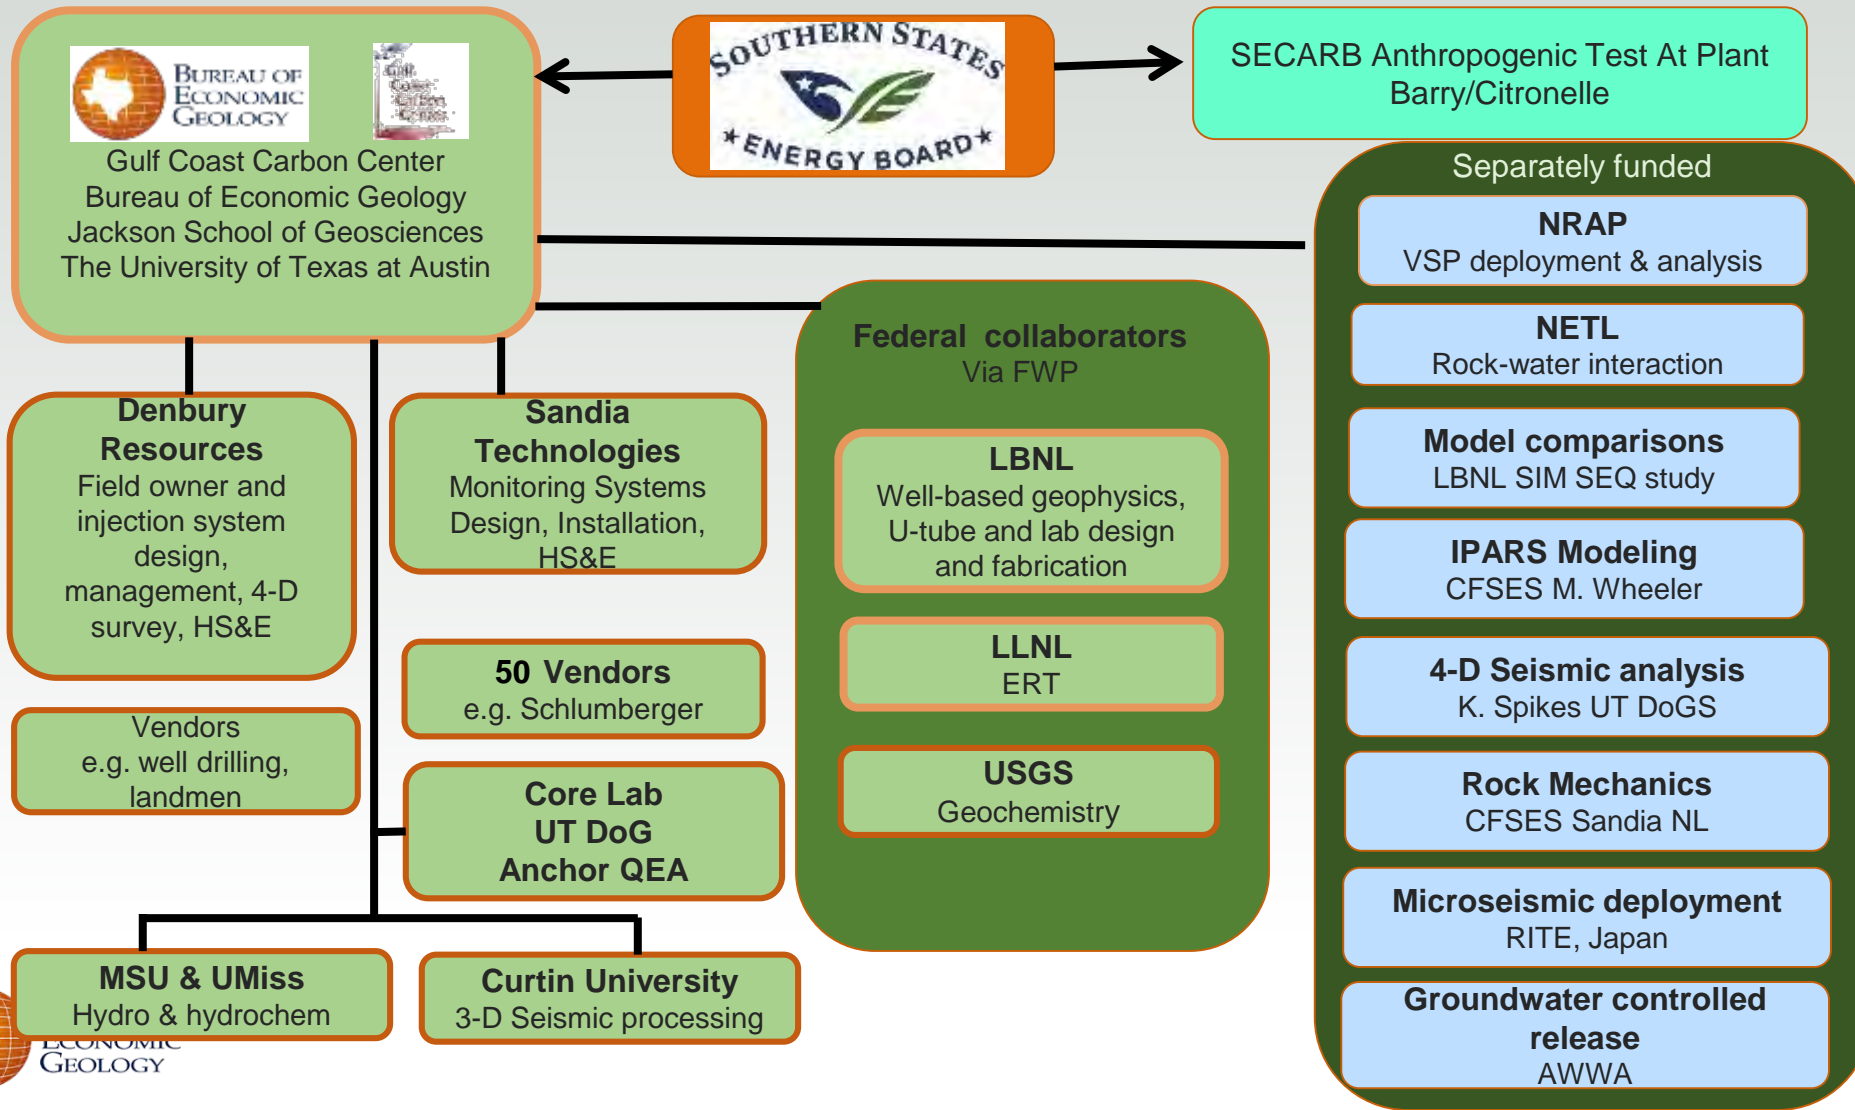 BUREAU OF
ECONOMIC
GEOLOGY
Gulf
Coast
Carbon
Center
Gulf Coast Carbon Center
Bureau of Economic Geology
Jackson School of Geosciences
The University of Texas at Austin
SOUTHERN STATES
ENERGY BOARD
SECARB Anthropogenic Test At Plant
Barry/Citronelle
Denbury
Resources
Field owner and
injection system
design,
management, 4-D
survey, HS&E
Vendors
e.g. well drilling,
landmen
Sandia
Technologies
Monitoring Systems
Design, Installation,
HS&E
50 Vendors
e.g. Schlumberger
Core Lab
UT DoG
Anchor QEA
MSU & UMiss
Hydro & hydrochem
Curtin University
3-D Seismic processing
Federal collaborators
Via FWP
LBNL
Well-based geophysics,
U-tube and lab design
and fabrication
LLNL
ERT
USGS
Geochemistry
Separately funded
NRAP
VSP deployment & analysis
NETL
Rock-water interaction
Model comparisons
LBNL SIM SEQ study
IPARS Modeling
CFSES M. Wheeler
4-D Seismic analysis
K. Spikes UT DoGS
Rock Mechanics
CFSES Sandia NL
Microseismic deployment
RITE, Japan
Groundwater controlled
release
AWWA
ECONOMIC
GEOLOGY